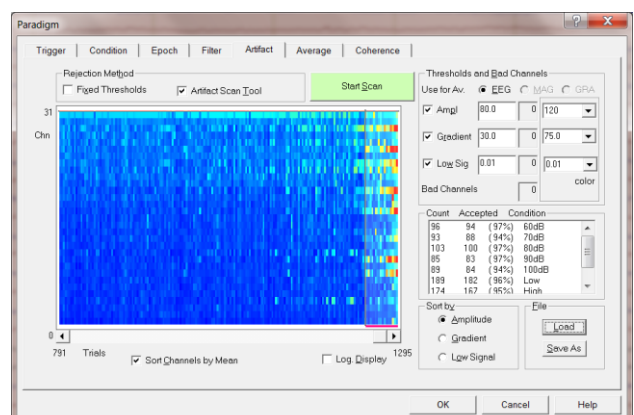 Paradigm
Trigger Condition Epoch Filter Artifact Average Coherence
Rejection Method
Fixed Thresholds
Artifact Scan Tool
Start Scan
31
Chn
0
791 Trials 1295
Sort Channels by Mean
Log. Display
Thresholds and Bad Channels
Use for Av. EEG MAG GRA
Ampl 80.0 0 120
Gradient 30.0 0 75.0
Low Sig 0.01 0 0.01
Bad Channels 0 color
Count Accepted Condition
96 94 (97%) 60dB
93 88 (94%) 70dB
103 100 (97%) 80dB
85 83 (97%) 90dB
89 84 (94%) 100dB
189 182 (96%) Low
174 167 (95%) High
Sort by
Amplitude
Gradient
Low Signal
File
Load
Save As
OK Cancel Help